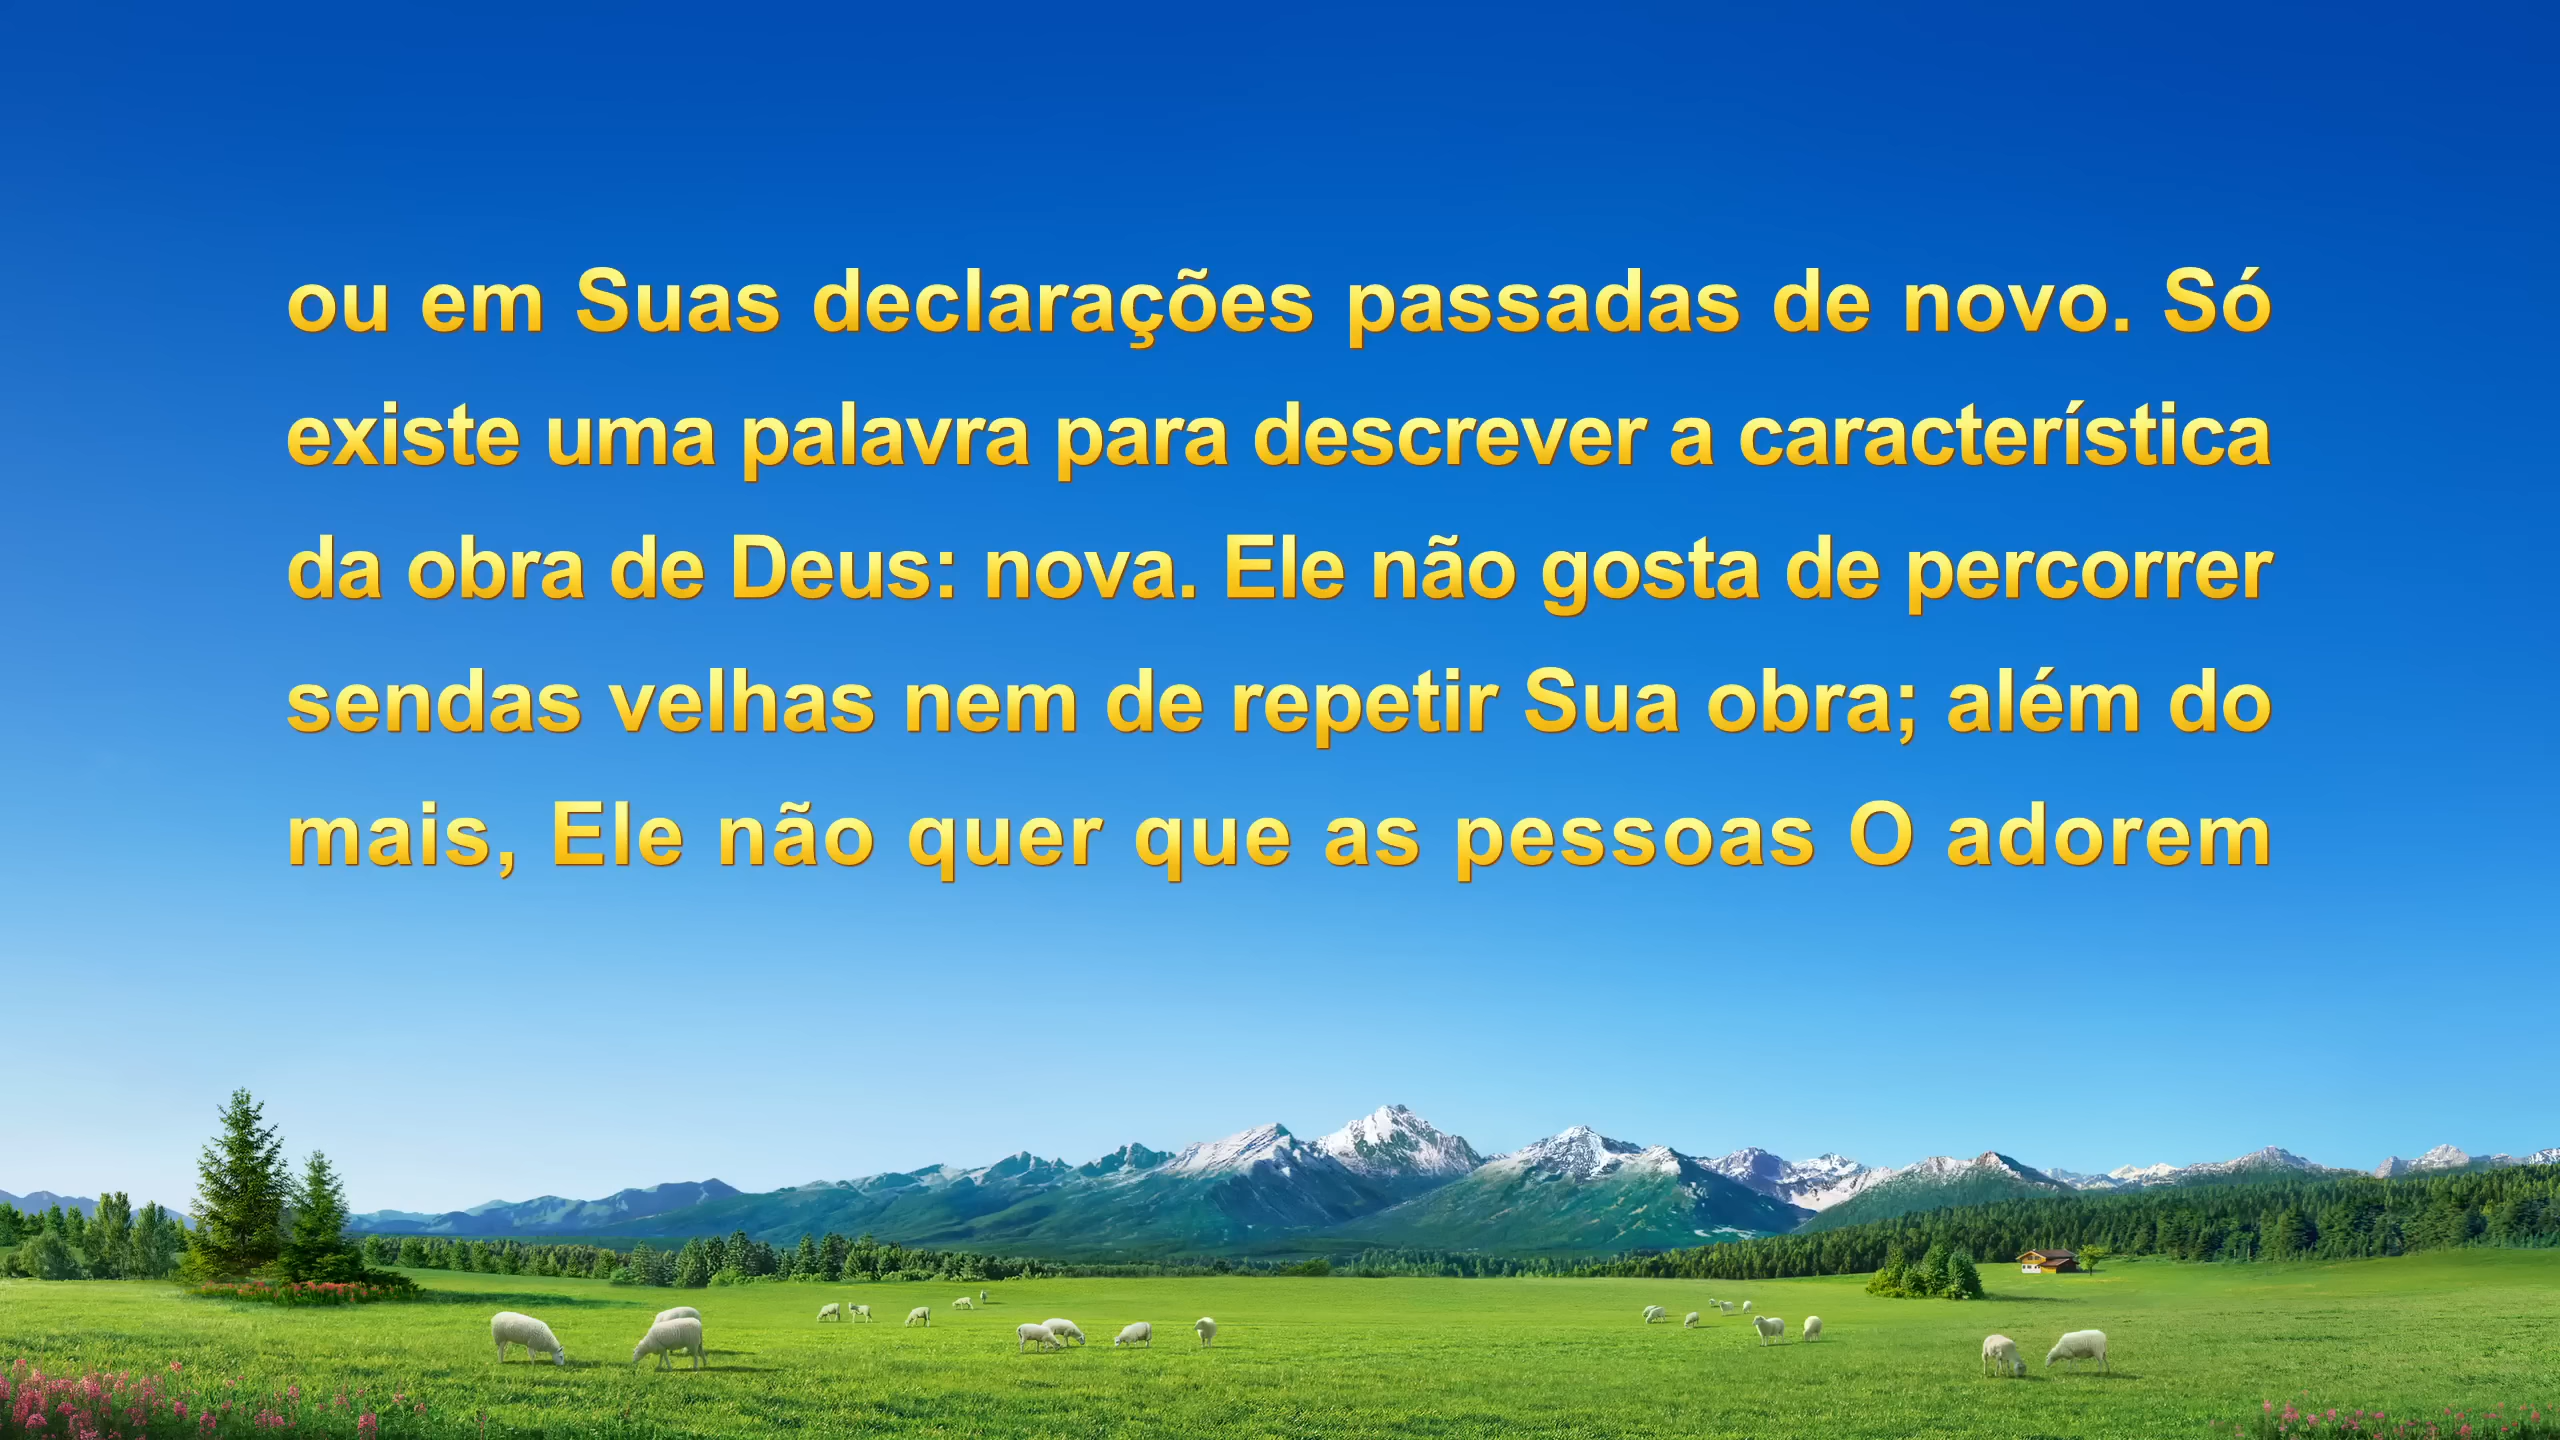 ou em Suas declarações passadas de novo. Só
existe uma palavra para descrever a característica
da obra de Deus: nova. Ele não gosta de percorrer
sendas velhas nem de repetir Sua obra; além do
mais, Ele não quer que as pessoas O adorem